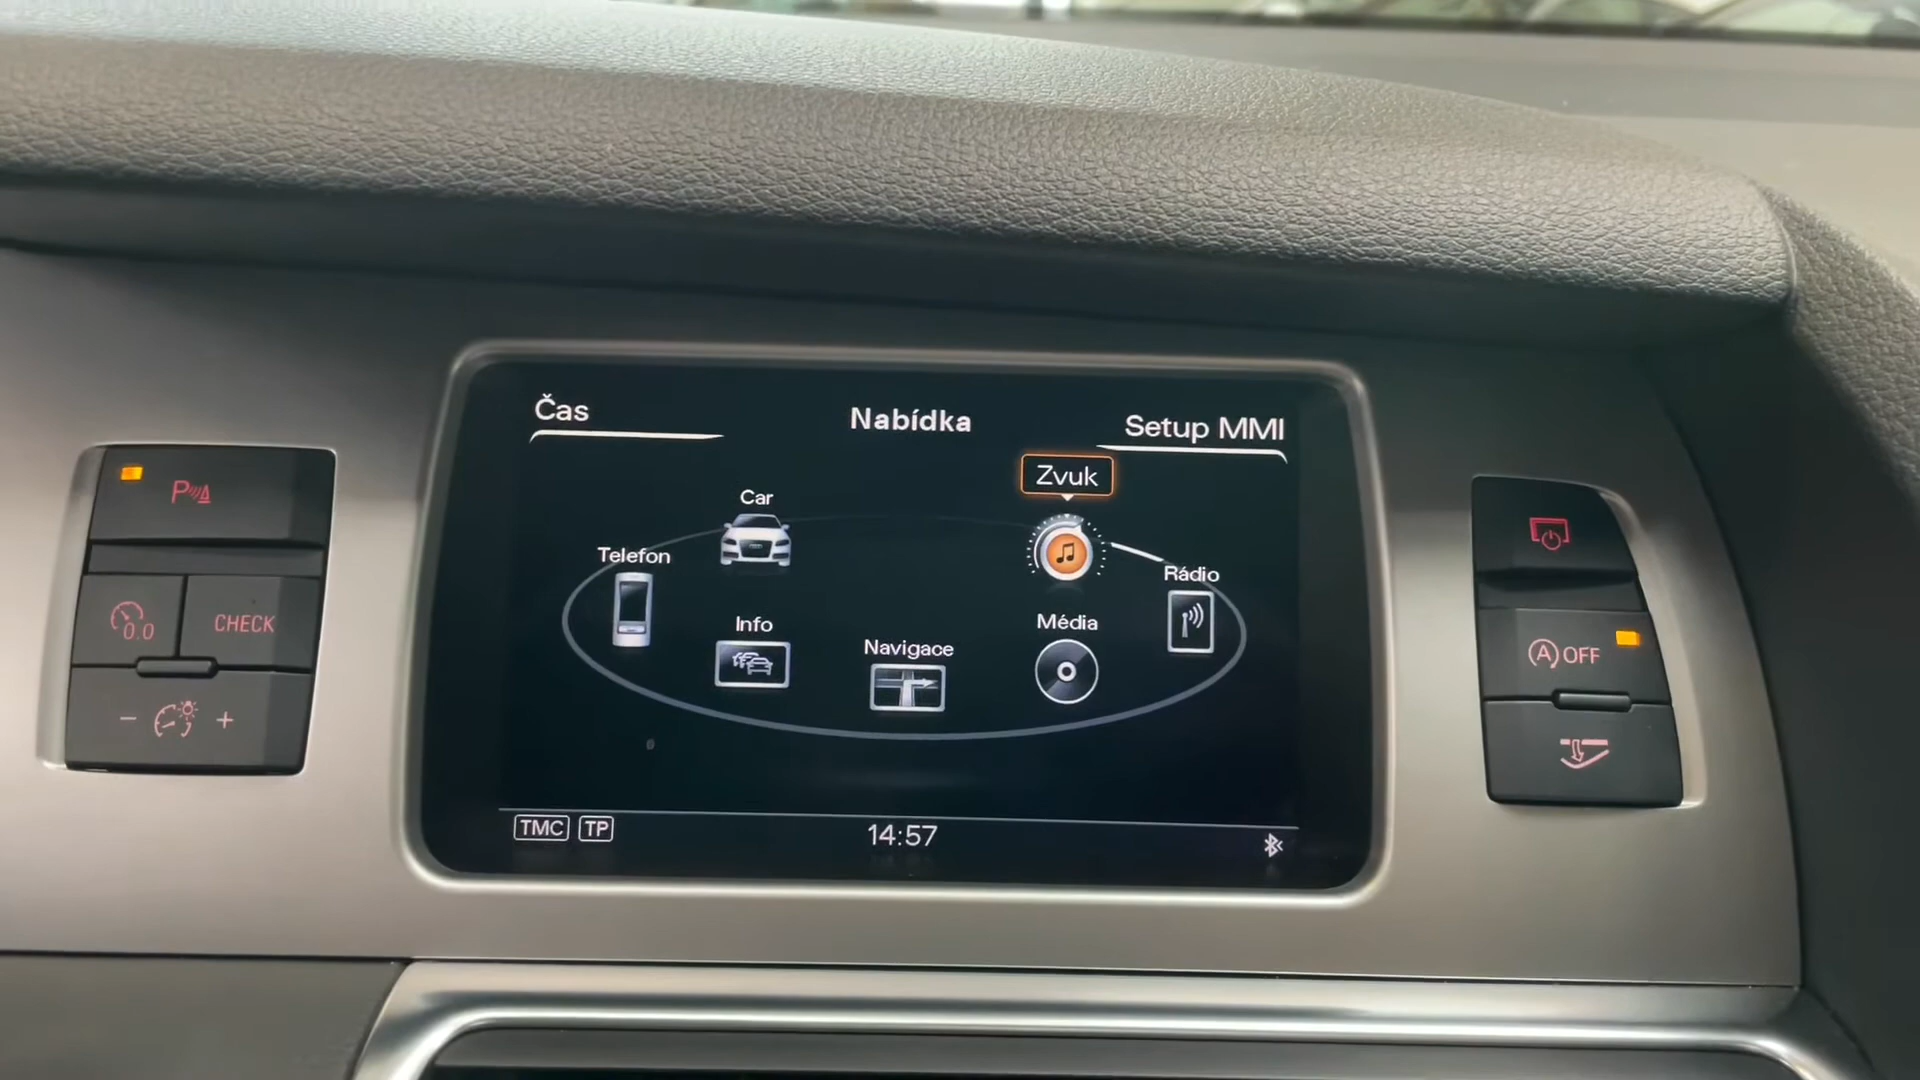 Čas
Nabídka
Setup MMI
Zvuk
Car
Telefon
Rádio
Info
Média
Navigace
TMC
TP
14:57
P
0.0
CHECK
- +
A OFF